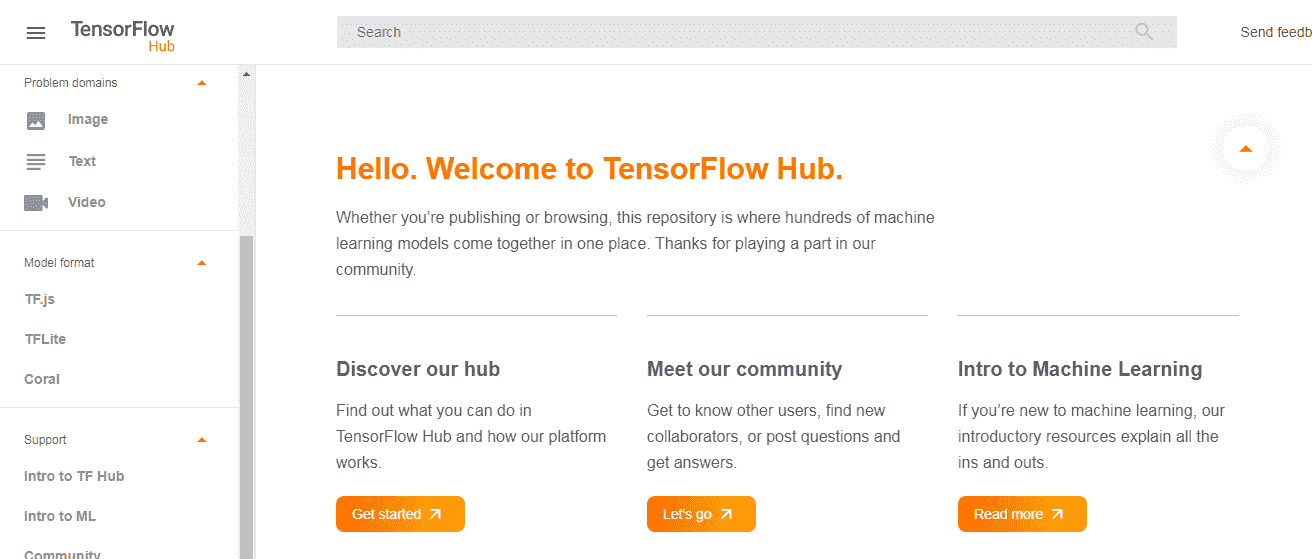 TensorFlow
Hub
Search
Send feedb
Problem domains
Image
Text
Video
Model format
TF.js
TFLite
Coral
Support
Intro to TF Hub
Intro to ML
Community
Hello. Welcome to TensorFlow Hub.
Whether you’re publishing or browsing, this repository is where hundreds of machine
learning models come together in one place. Thanks for playing a part in our
community.
Discover our hub
Find out what you can do in
TensorFlow Hub and how our platform
works.
Get started
Meet our community
Get to know other users, find new
collaborators, or post questions and
get answers.
Let's go
Intro to Machine Learning
If you’re new to machine learning, our
introductory resources explain all the
ins and outs.
Read more